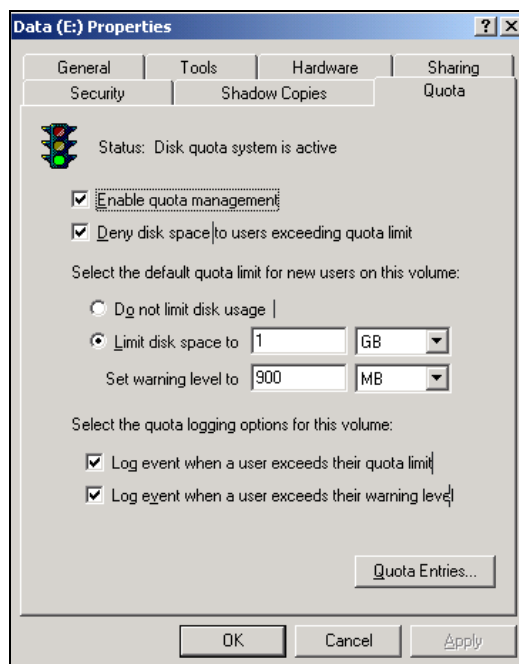 Data (E:) Properties ? X
General Tools Hardware Sharing
Security Shadow Copies Quota
Status: Disk quota system is active
Enable quota management
Deny disk space to users exceeding quota limit
Select the default quota limit for new users on this volume:
Do not limit disk usage
Limit disk space to 1 GB
Set warning level to 900 MB
Select the quota logging options for this volume:
Log event when a user exceeds their quota limit
Log event when a user exceeds their warning level
Quota Entries...
OK Cancel Apply